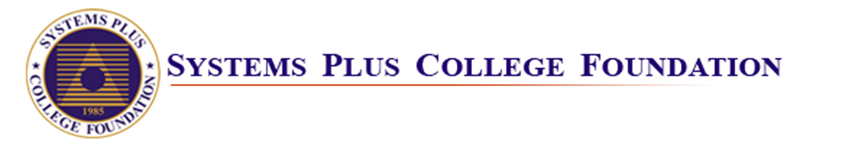 SYSTEMS PLUS
COLLEGE FOUNDATION
1985
SYSTEMS PLUS COLLEGE FOUNDATION